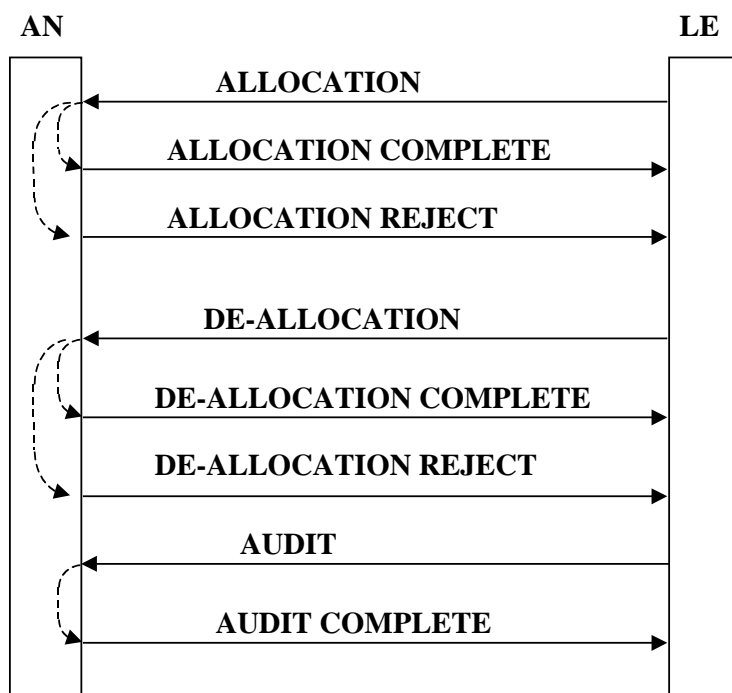 AN LE
ALLOCATION
ALLOCATION COMPLETE
ALLOCATION REJECT
DE-ALLOCATION
DE-ALLOCATION COMPLETE
DE-ALLOCATION REJECT
AUDIT
AUDIT COMPLETE